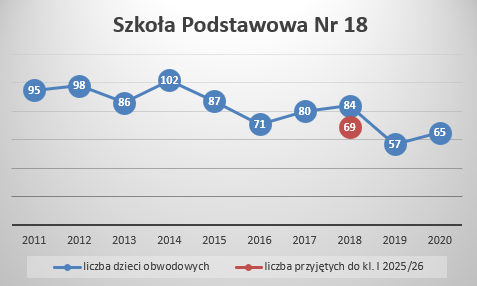 Szkoła Podstawowa Nr 18
95 98 86 102 87 71 80 84 57 65
69
2011 2012 2013 2014 2015 2016 2017 2018 2019 2020
liczba dzieci obwodowych liczba przyjętych do kl. I 2025/26